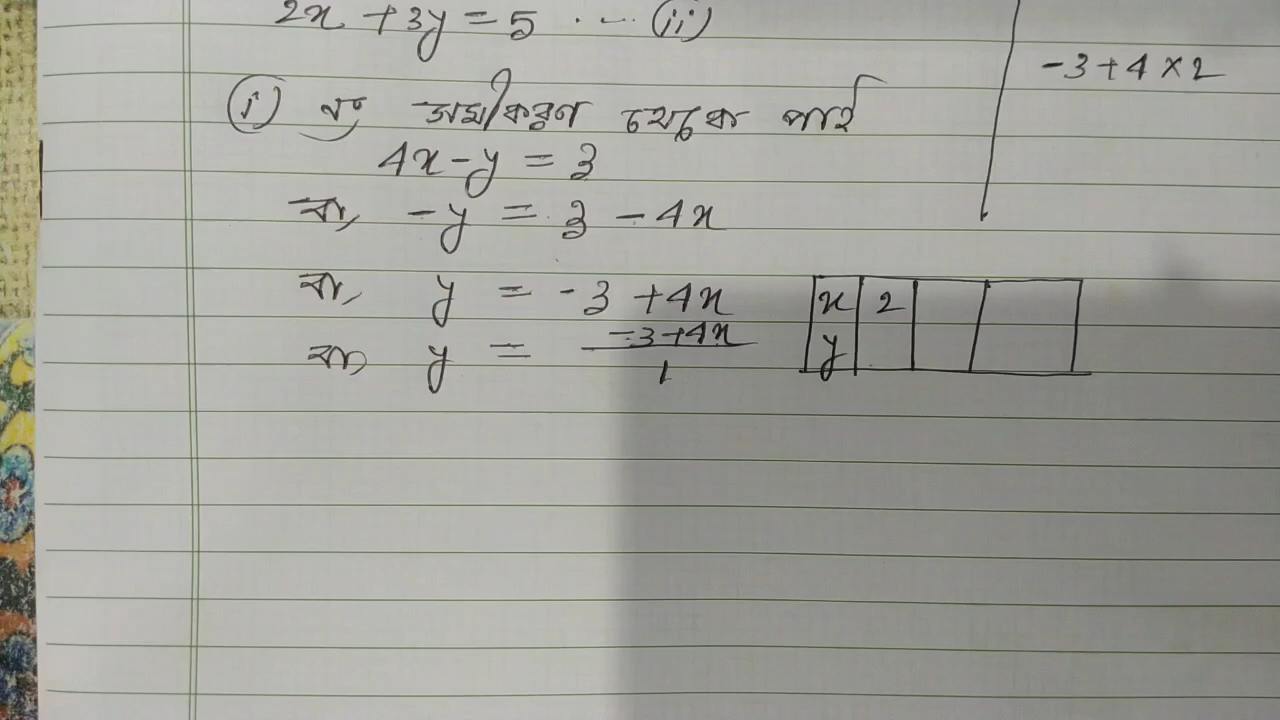 2x + 3y = 5 ... (ii)
-3+4×2
(i) নং সমীকরণ থেকে পাই
4x - y = 3
বা, -y = 3 - 4x
বা, y = -3 + 4x
বা, y = (-3+4x)/1
x 2
y